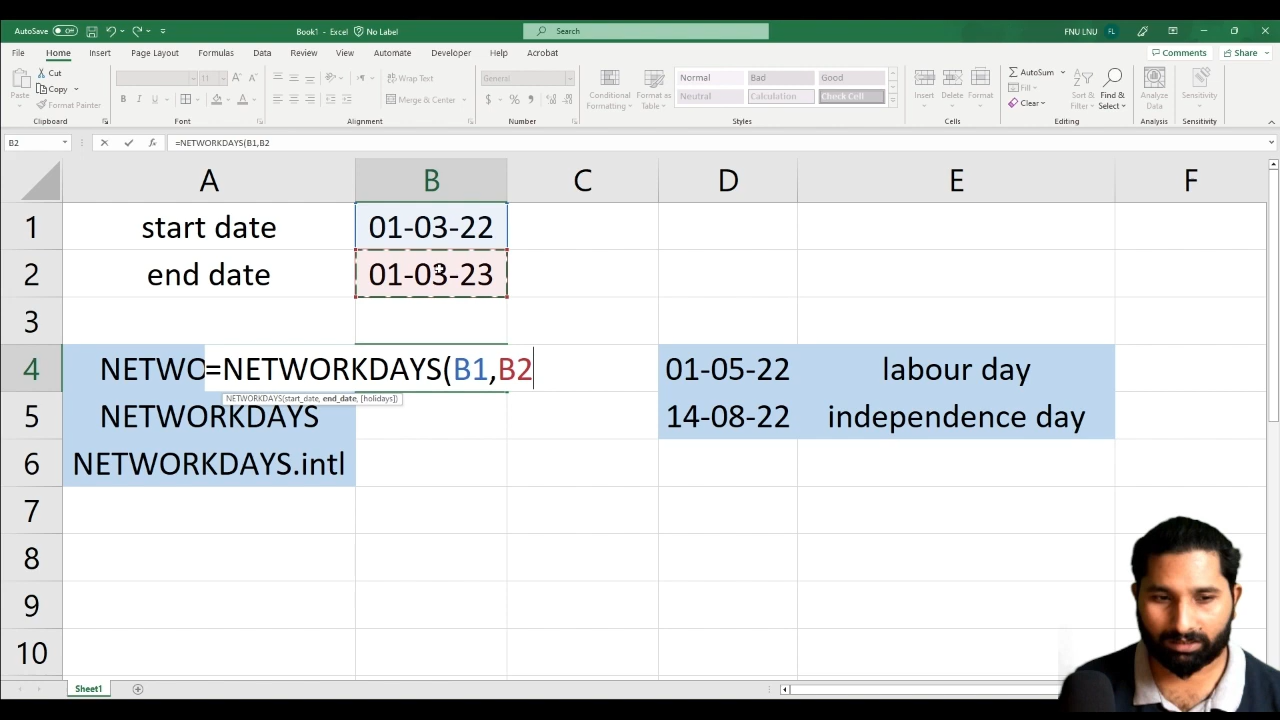 AutoSave Off Book1 - Excel No Label Search FNU LNU FL
File Home Insert Page Layout Formulas Data Review View Automate Developer Help Acrobat Comments Share
Paste Cut Copy Format Painter
11 A A Wrap Text General
B I U A Merge & Center $ % Conditional Formatting Format as Table
Normal Bad Good
Neutral Calculation Check Cell
Insert Delete Format
AutoSum Fill Clear Sort & Filter Find & Select
Analyze Data Sensitivity
Clipboard Font Alignment Number Styles Cells Editing Analysis Sensitivity
B2 fx =NETWORKDAYS(B1,B2
A B C D E F
1 start date 01-03-22
2 end date 01-03-23
3
4 NETWO =NETWORKDAYS(B1,B2 01-05-22 labour day
NETWORKDAYS(start_date, end_date, [holidays])
5 NETWORKDAYS 14-08-22 independence day
6 NETWORKDAYS.intl
7
8
9
10
Sheet1